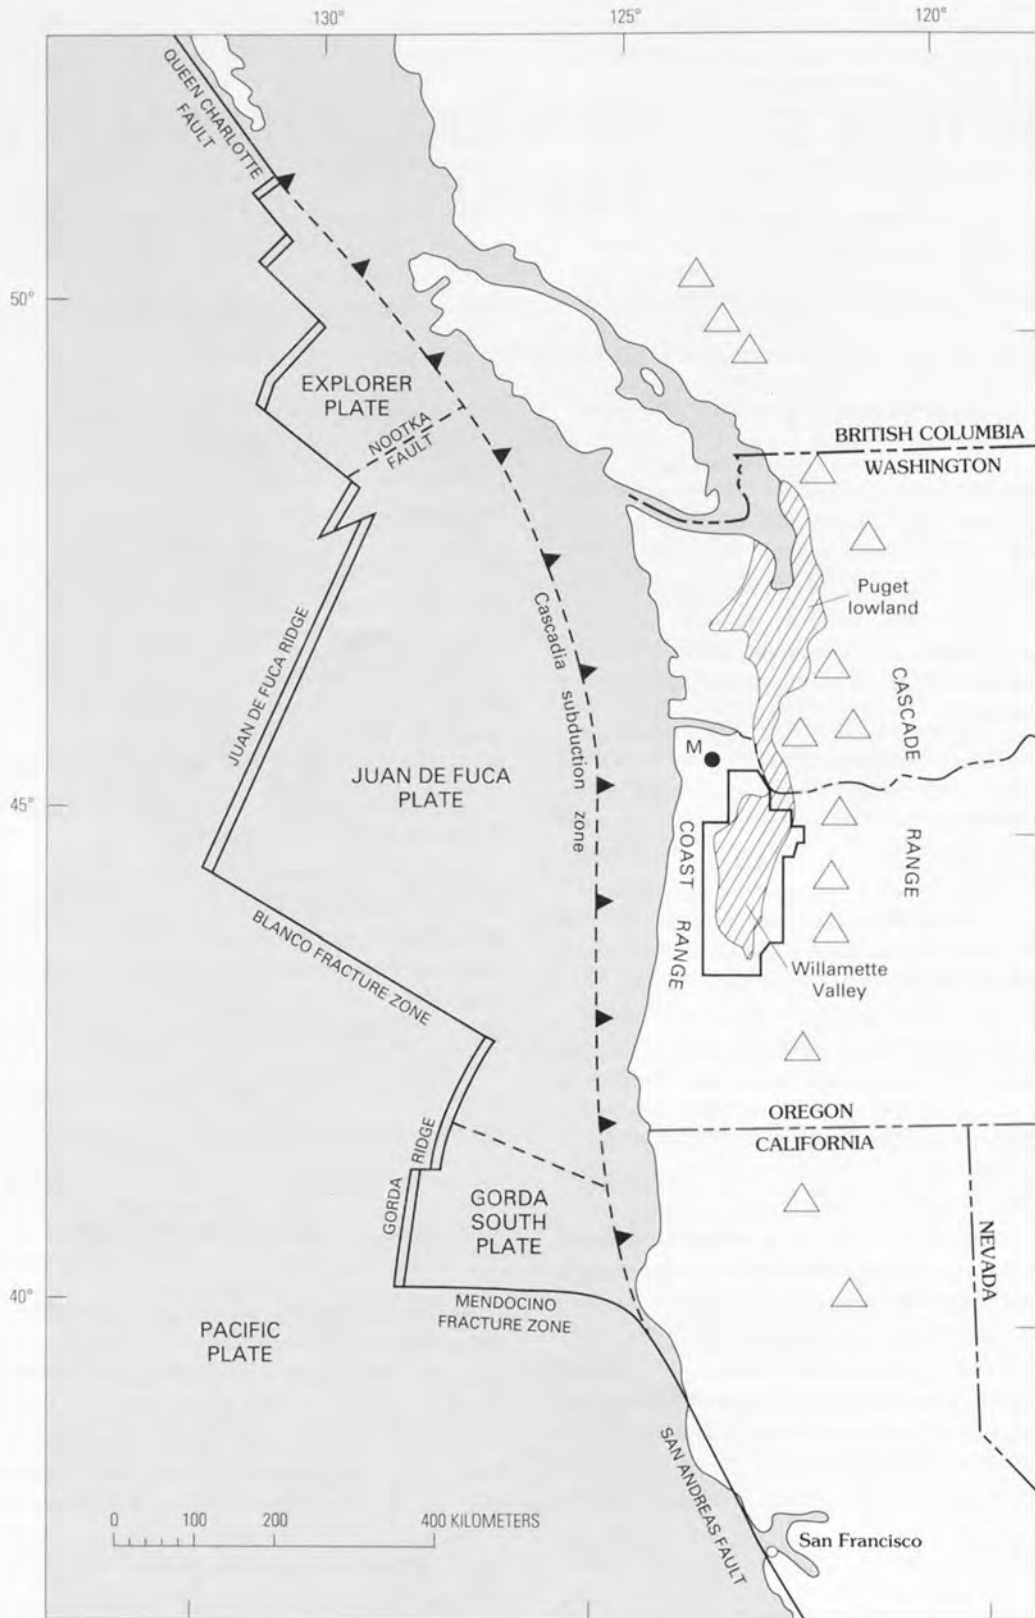 130°
125°
120°
QUEEN CHARLOTTE
FAULT
50°
EXPLORER
PLATE
NOOTKA
FAULT
BRITISH COLUMBIA
WASHINGTON
Puget
lowland
JUAN DE FUCA RIDGE
Cascadia subduction zone
CASCADE
RANGE
M
JUAN DE FUCA
PLATE
45°
COAST
RANGE
BLANCO FRACTURE ZONE
Willamette
Valley
OREGON
CALIFORNIA
GORDA
RIDGE
GORDA
SOUTH
PLATE
NEVADA
40°
MENDOCINO
FRACTURE ZONE
PACIFIC
PLATE
SAN ANDREAS FAULT
0 100 200 400 KILOMETERS
San Francisco